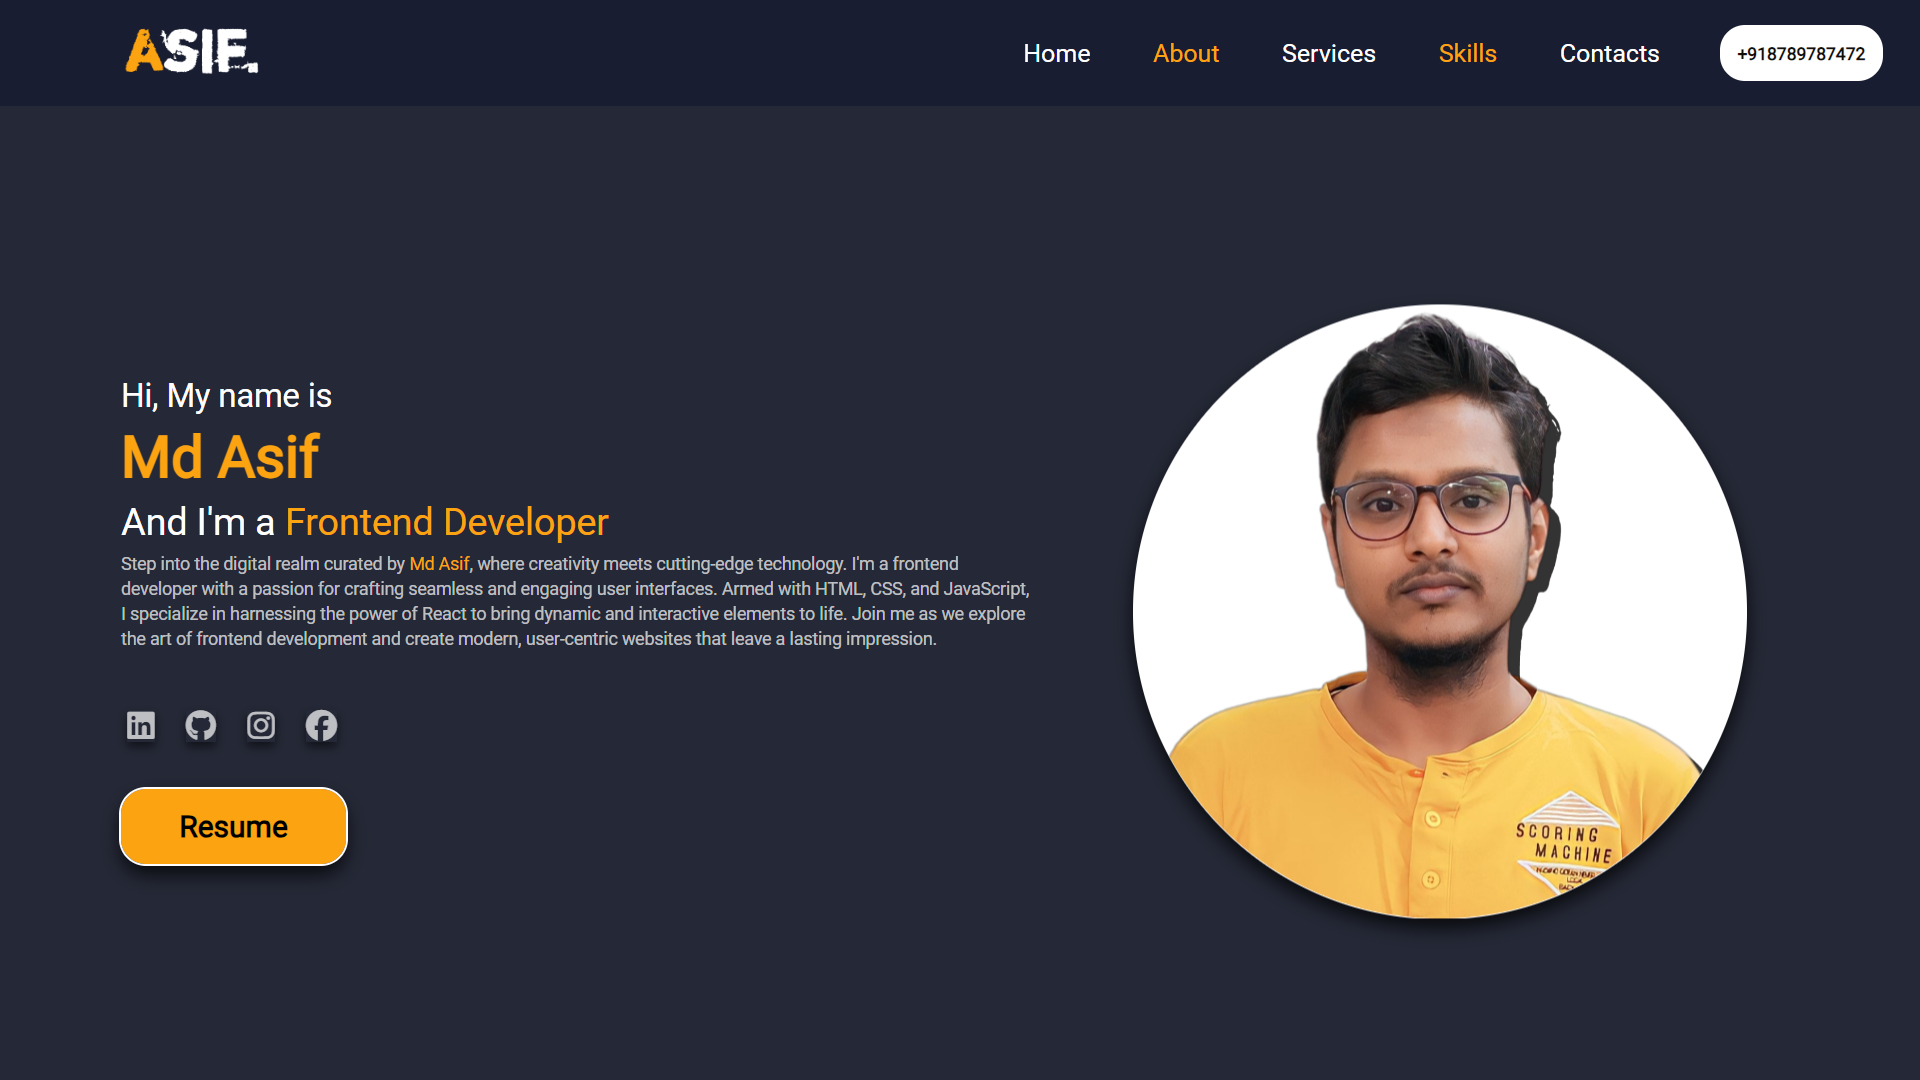 ASIF.
Home About Services Skills Contacts +918789787472
Hi, My name is
Md Asif
And I'm a Frontend Developer
Step into the digital realm curated by Md Asif, where creativity meets cutting-edge technology. I'm a frontend
developer with a passion for crafting seamless and engaging user interfaces. Armed with HTML, CSS, and JavaScript,
I specialize in harnessing the power of React to bring dynamic and interactive elements to life. Join me as we explore
the art of frontend development and create modern, user-centric websites that leave a lasting impression.
in
Resume
SCORING
MACHINE